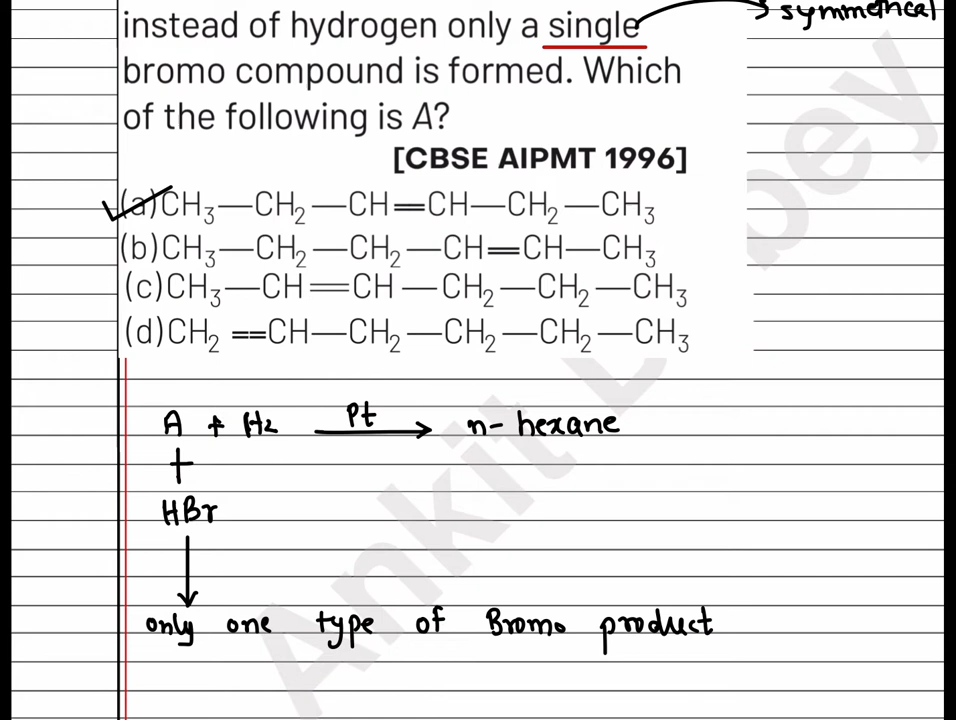 symmetrical
instead of hydrogen only a single
bromo compound is formed. Which
of the following is A?
[CBSE AIPMT 1996]
(a)CH₃—CH₂—CH=CH—CH₂—CH₃
(b)CH₃—CH₂—CH₂—CH=CH—CH₃
(c)CH₃—CH=CH—CH₂—CH₂—CH₃
(d)CH₂=CH—CH₂—CH₂—CH₂—CH₃
A + H₂ Pt → n-hexane
+
HBr
↓
only one type of Bromo product
Ankit
bey